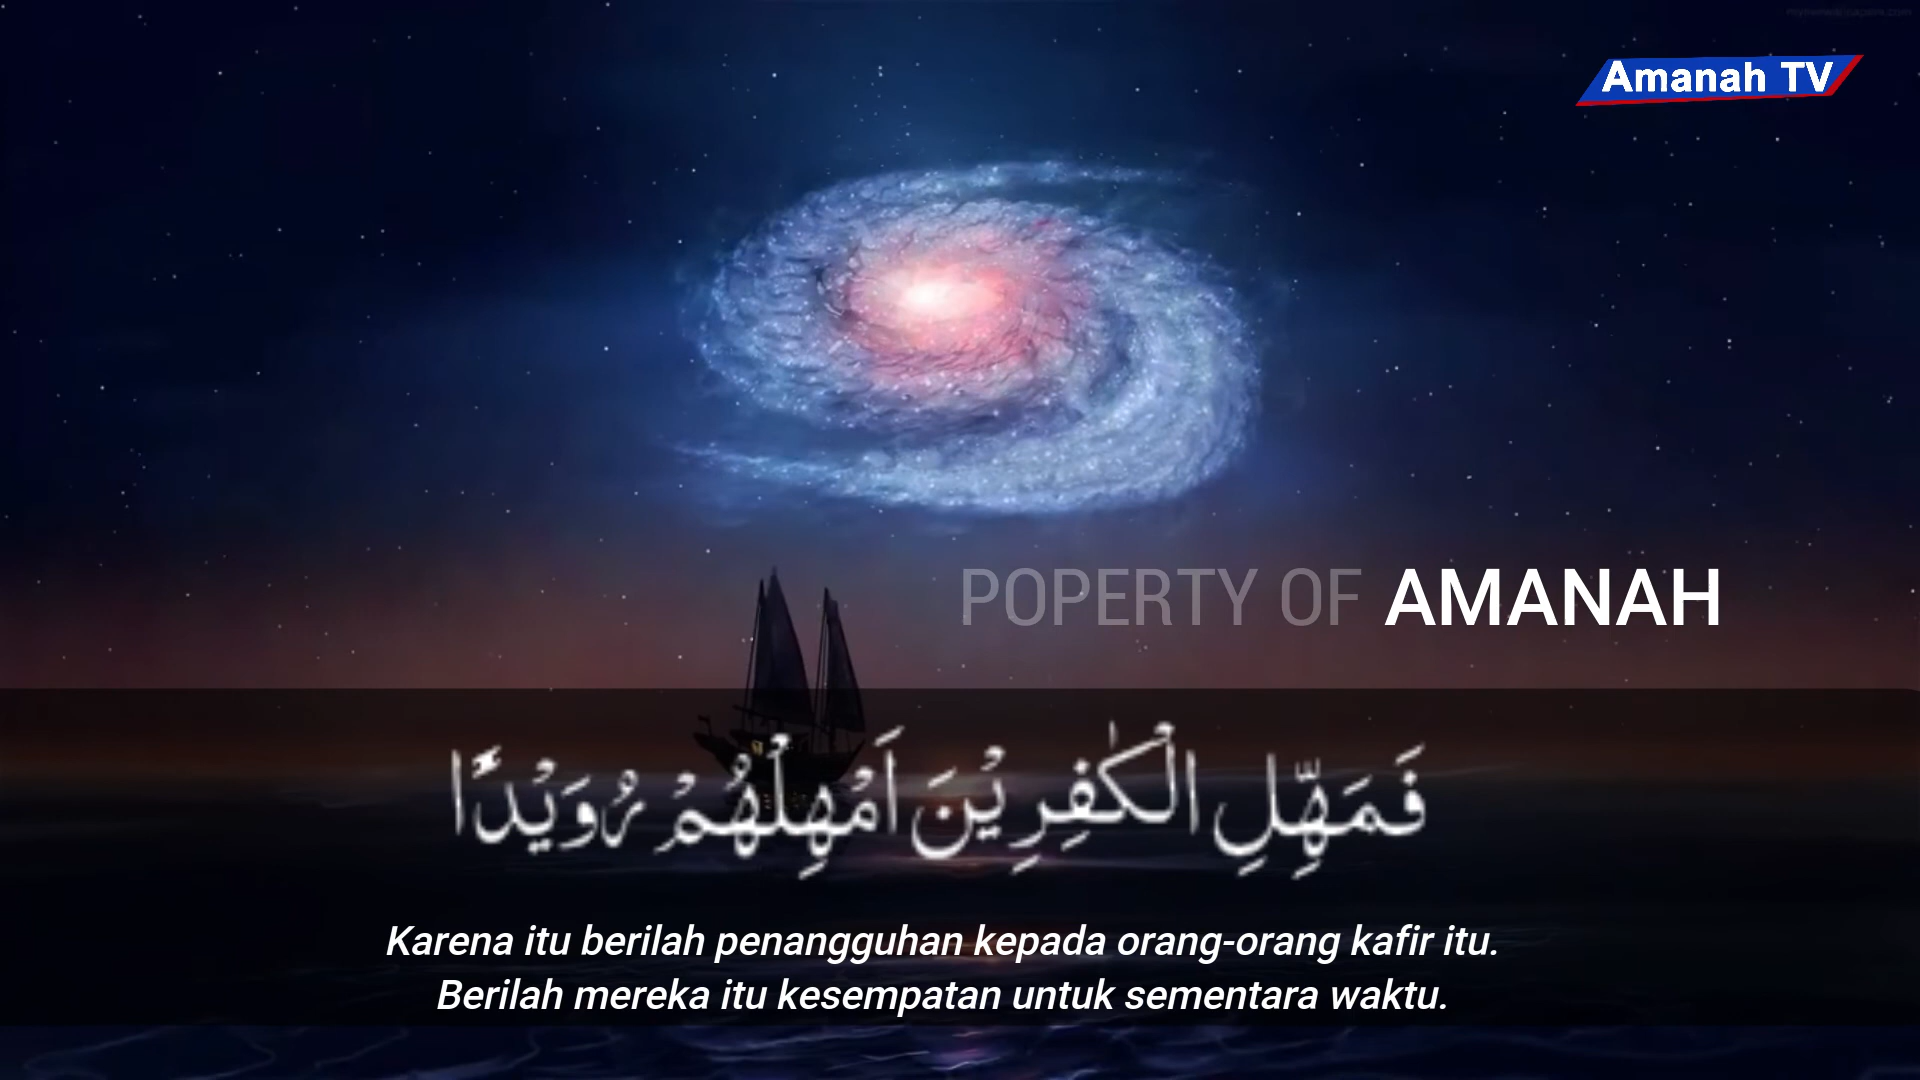 Amanah TV
POPERTY OF AMANAH
فَمَهِّلِ الْكٰفِرِيْنَ اَمْهِلْهُمْ رُوَيْدًا
Karena itu berilah penangguhan kepada orang-orang kafir itu.
Berilah mereka itu kesempatan untuk sementara waktu.